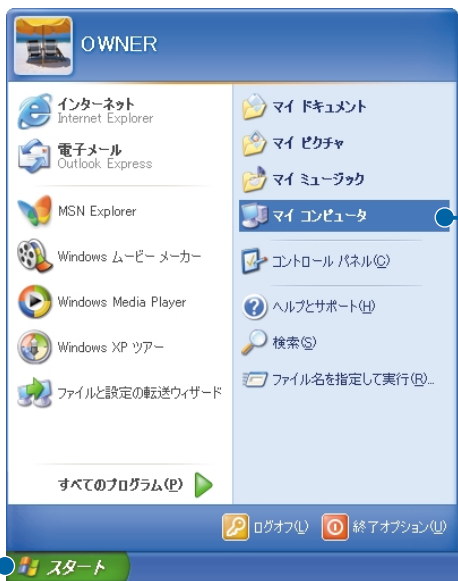 OWNER
インターネット
Internet Explorer
電子メール
Outlook Express
MSN Explorer
Windows ムービー メーカー
Windows Media Player
Windows XP ツアー
ファイルと設定の転送ウィザード
すべてのプログラム(P)
マイ ドキュメント
マイ ピクチャ
マイ ミュージック
マイ コンピュータ
コントロール パネル(C)
ヘルプとサポート(H)
検索(S)
ファイル名を指定して実行(R)...
ログオフ(L)
終了オプション(U)
スタート